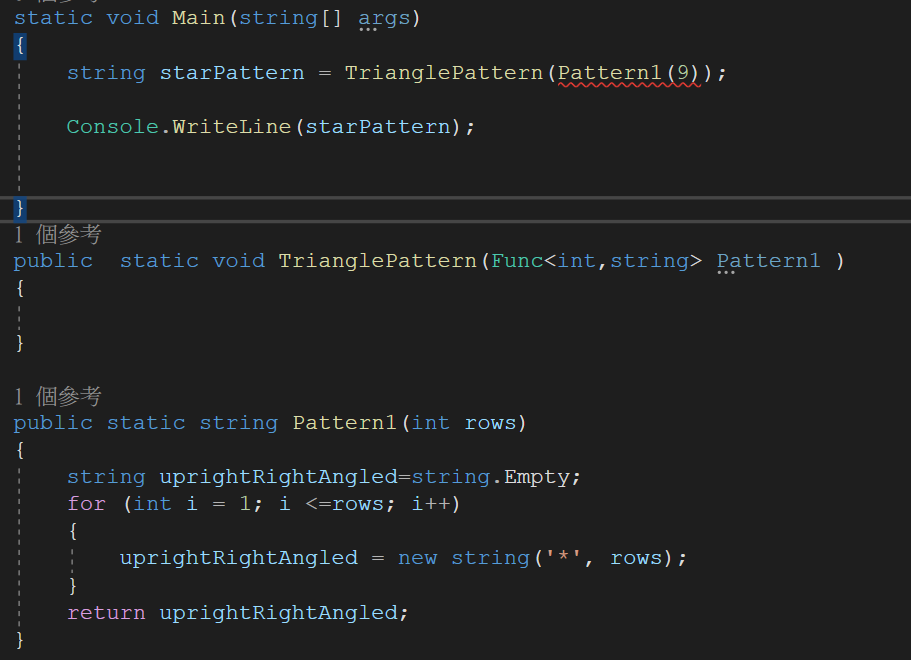 static void Main(string[] args)
{
    string starPattern = TrianglePattern(Pattern1(9));
    Console.WriteLine(starPattern);
}
1 個參考
public  static void TrianglePattern(Func<int,string> Pattern1 )
{
}
1 個參考
public static string Pattern1(int rows)
{
    string uprightRightAngled=string.Empty;
    for (int i = 1; i <=rows; i++)
    {
        uprightRightAngled = new string('*', rows);
    }
    return uprightRightAngled;
}